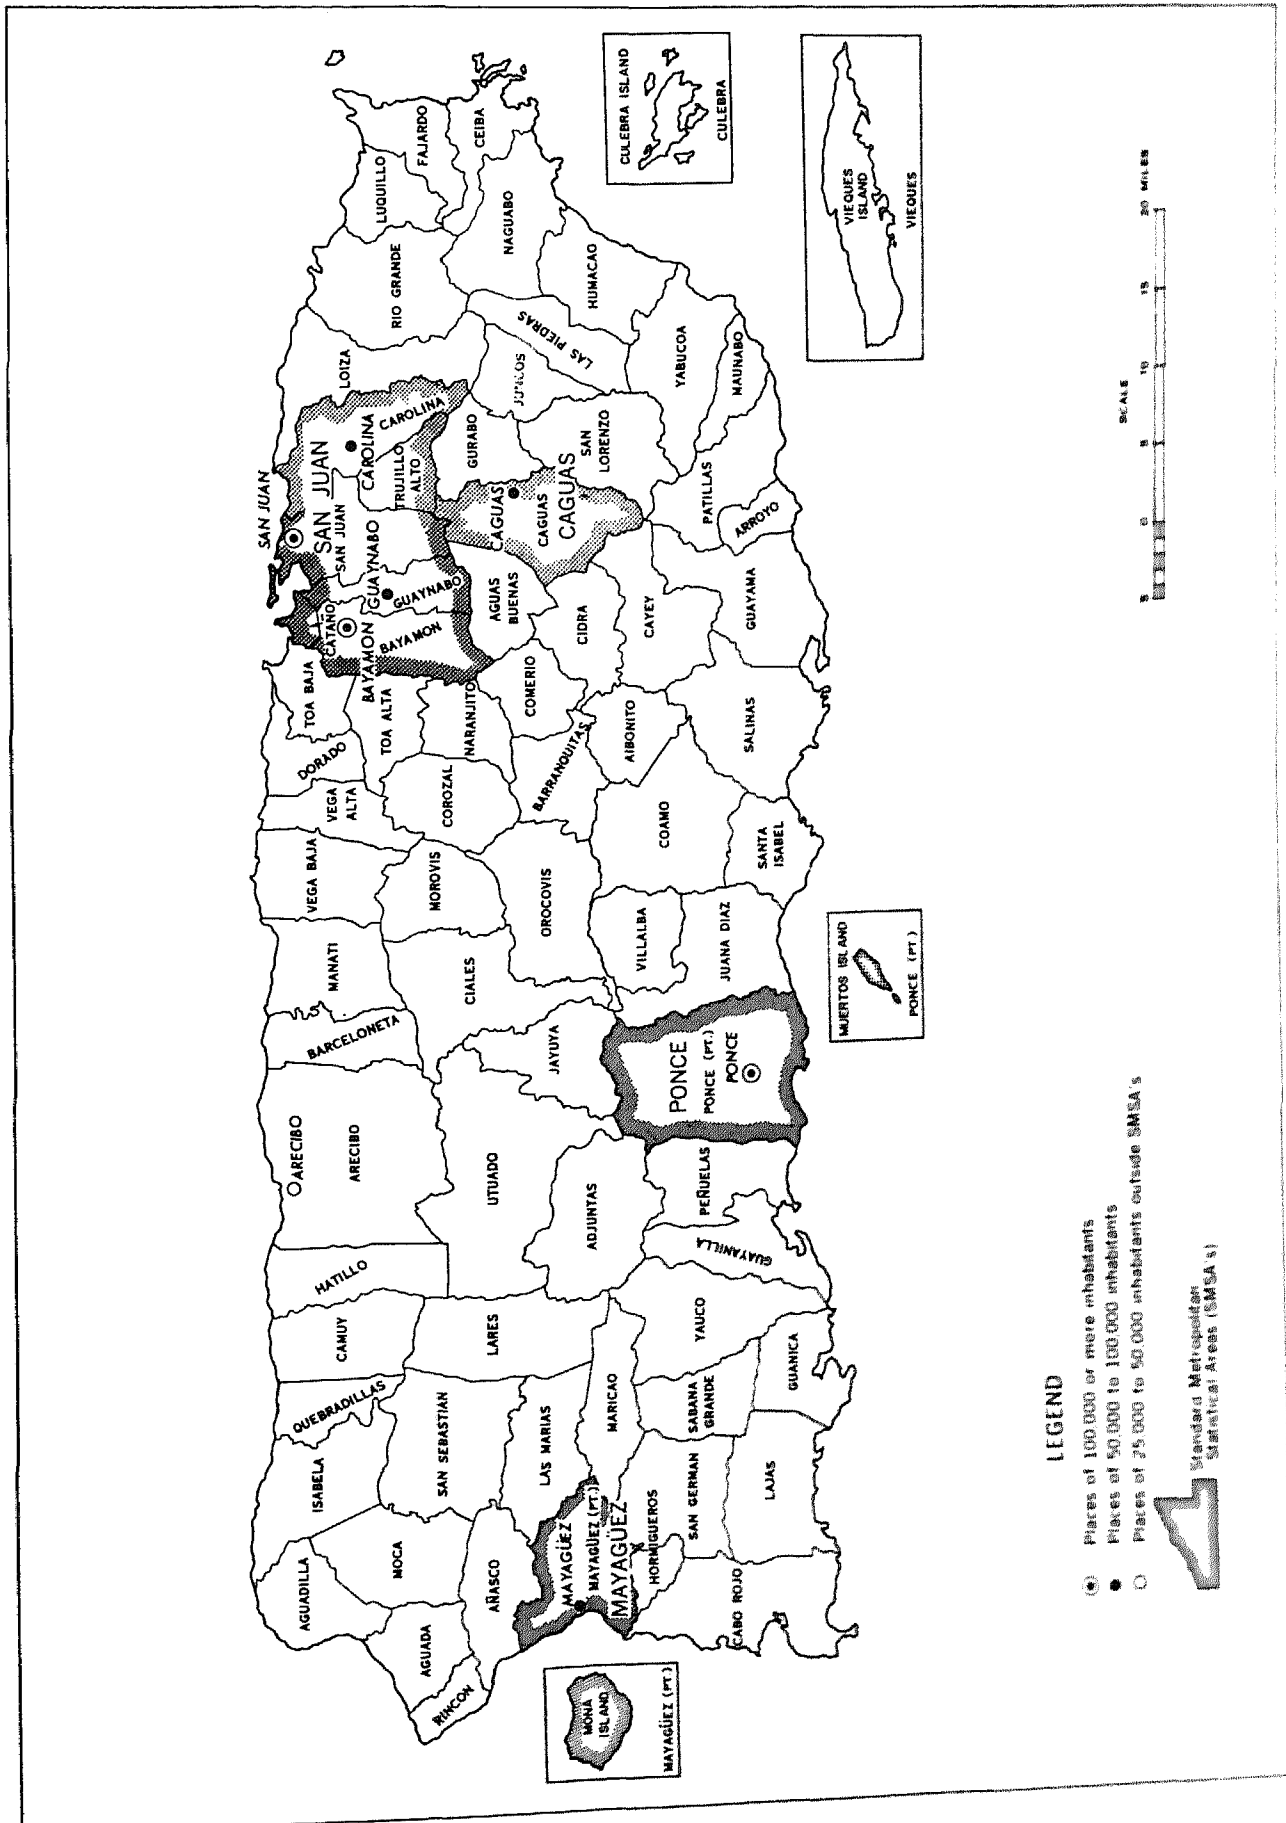 AGUADILLA
ISABELA
QUEBRADILLAS
CAMUY
HATILLO
ARECIBO
ARECIBO
BARCELONETA
MANATI
VEGA BAJA
VEGA
ALTA
DORADO
TOA BAJA
TOA ALTA
CATAÑO
BAYAMON
BAYAMON
GUAYNABO
GUAYNABO
SAN JUAN
SAN JUAN
SAN JUAN
CAROLINA
CAROLINA
TRUJILLO
ALTO
LOIZA
RIO GRANDE
LUQUILLO
FAJARDO
CEIBA
AGUADA
MOCA
RINCON
AÑASCO
SAN SEBASTIAN
LARES
UTUADO
JAYUYA
CIALES
MOROVIS
COROZAL
NARANJITO
OROCOVIS
BARRANQUITAS
COMERIO
AGUAS
BUENAS
CIDRA
CAGUAS
CAGUAS
CAGUAS
GURABO
SAN
LORENZO
JUNCOS
LAS PIEDRAS
NAGUABO
HUMACAO
MAYAGÜEZ
MAYAGÜEZ (PT.)
MAYAGÜEZ
LAS MARIAS
MARICAO
ADJUNTAS
HORMIGUEROS
SAN GERMAN
SABANA
GRANDE
YAUCO
GUAYANILLA
PEÑUELAS
PONCE
PONCE (PT.)
PONCE
VILLALBA
JUANA DIAZ
COAMO
SANTA
ISABEL
AIBONITO
SALINAS
CAYEY
GUAYAMA
PATILLAS
ARROYO
YABUCOA
MAUNABO
CABO ROJO
LAJAS
GUANICA
MONA
ISLAND
MAYAGÜEZ (PT.)
MUERTOS ISLAND
PONCE (PT.)
CULEBRA ISLAND
CULEBRA
VIEQUES
ISLAND
VIEQUES
LEGEND
Places of 100,000 or more inhabitants
Places of 50,000 to 100,000 inhabitants
Places of 25,000 to 50,000 inhabitants outside SMSA's
Standard Metropolitan
Statistical Areas (SMSA's)
SCALE
5 0 5 10 15 20 MILES